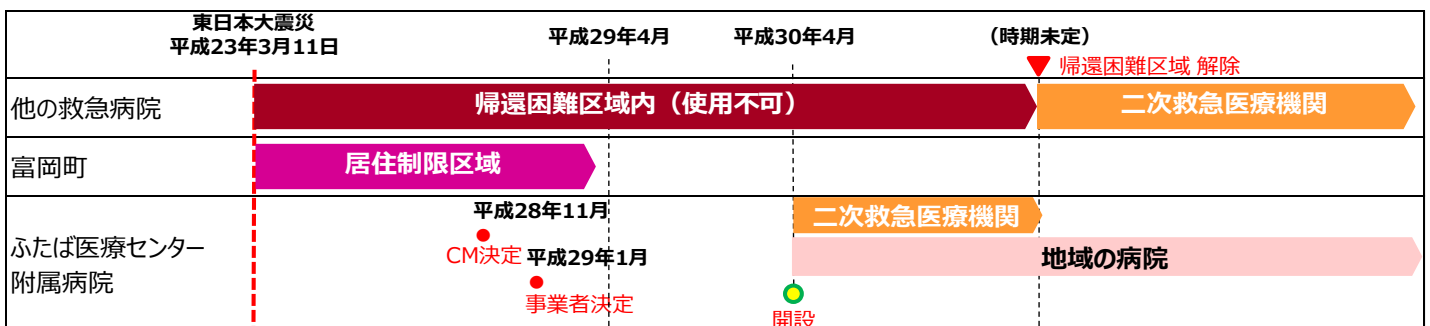 東日本大震災
平成23年3月11日
平成29年4月
平成30年4月
（時期未定）
帰還困難区域 解除
他の救急病院
帰還困難区域内（使用不可）
二次救急医療機関
富岡町
居住制限区域
ふたば医療センター
附属病院
平成28年11月
CM決定
平成29年1月
事業者決定
二次救急医療機関
地域の病院
開設